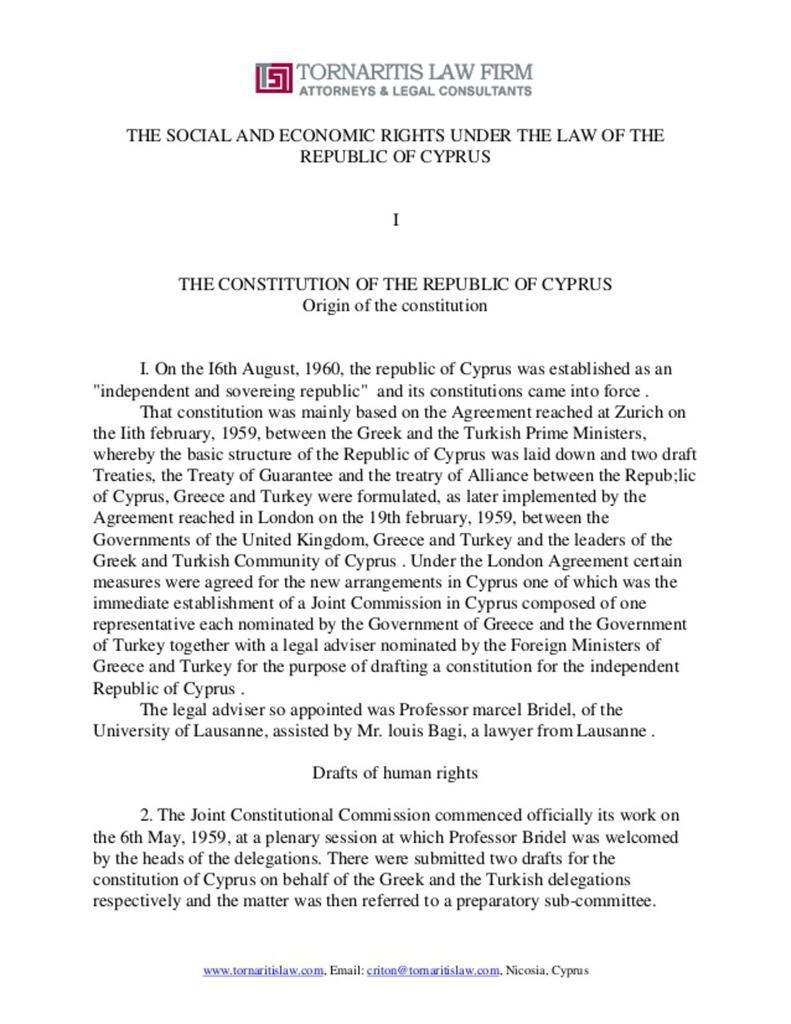 TORNARITIS LAW FIRM
ATTORNEYS & LEGAL CONSULTANTS
THE SOCIAL AND ECONOMIC RIGHTS UNDER THE LAW OF THE
REPUBLIC OF CYPRUS
I
THE CONSTITUTION OF THE REPUBLIC OF CYPRUS
Origin of the constitution
I. On the I6th August, 1960, the republic of Cyprus was established as an
"independent and sovereing republic"  and its constitutions came into force .
That constitution was mainly based on the Agreement reached at Zurich on
the Iith february, 1959, between the Greek and the Turkish Prime Ministers,
whereby the basic structure of the Republic of Cyprus was laid down and two draft
Treaties, the Treaty of Guarantee and the treatry of Alliance between the Repub;lic
of Cyprus, Greece and Turkey were formulated, as later implemented by the
Agreement reached in London on the 19th february, 1959, between the
Governments of the United Kingdom, Greece and Turkey and the leaders of the
Greek and Turkish Community of Cyprus . Under the London Agreement certain
measures were agreed for the new arrangements in Cyprus one of which was the
immediate establishment of a Joint Commission in Cyprus composed of one
representative each nominated by the Government of Greece and the Government
of Turkey together with a legal adviser nominated by the Foreign Ministers of
Greece and Turkey for the purpose of drafting a constitution for the independent
Republic of Cyprus .
The legal adviser so appointed was Professor marcel Bridel, of the
University of Lausanne, assisted by Mr. louis Bagi, a lawyer from Lausanne .
Drafts of human rights
2. The Joint Constitutional Commission commenced officially its work on
the 6th May, 1959, at a plenary session at which Professor Bridel was welcomed
by the heads of the delegations. There were submitted two drafts for the
constitution of Cyprus on behalf of the Greek and the Turkish delegations
respectively and the matter was then referred to a preparatory sub-committee.
www.tornaritislaw.com, Email: criton@tornaritislaw.com, Nicosia, Cyprus